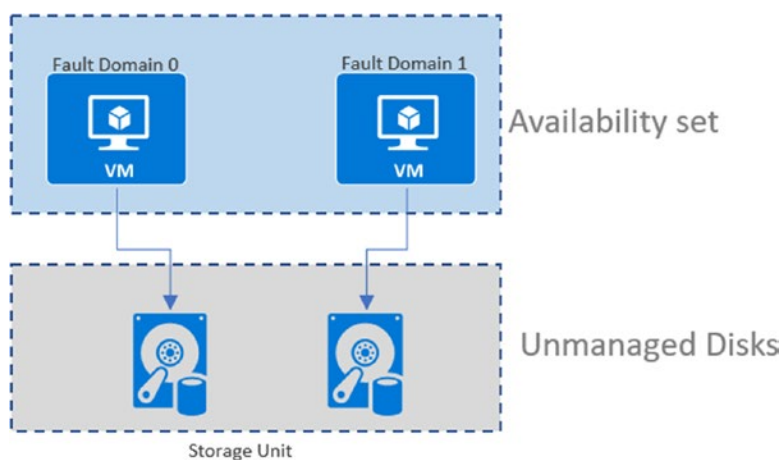 Fault Domain 0
Fault Domain 1
VM
VM
Availability set
Unmanaged Disks
Storage Unit